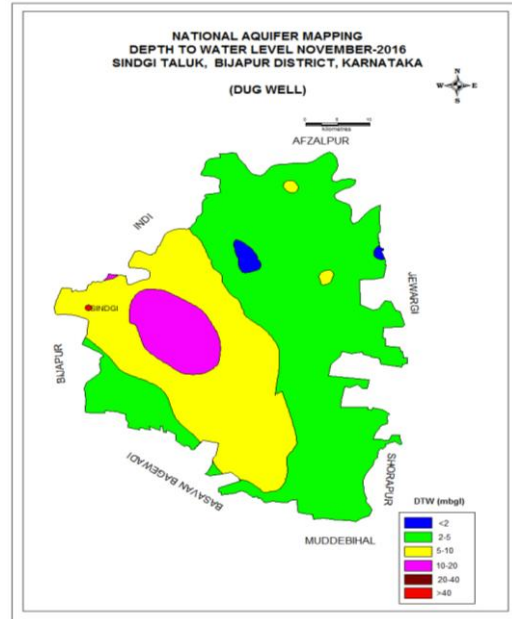 NATIONAL AQUIFER MAPPING
DEPTH TO WATER LEVEL NOVEMBER-2016
SINDGI TALUK, BIJAPUR DISTRICT, KARNATAKA
(DUG WELL)
N
W E
S
Kilometres
AFZALPUR
INDI
JEWARGI
SINDGI
BIJAPUR
BASAVAN BAGEWADI
SHORAPUR
MUDDEBIHAL
DTW (mbgl)
<2
2-5
5-10
10-20
20-40
>40